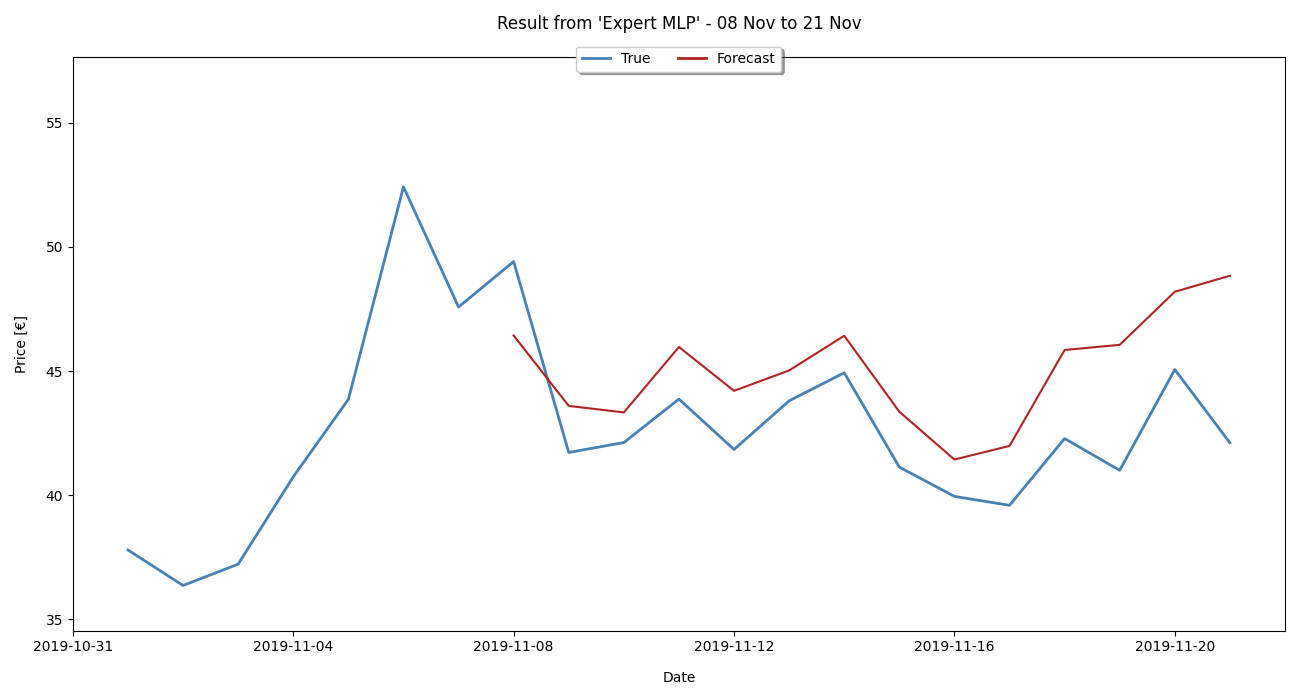 Result from 'Expert MLP' - 08 Nov to 21 Nov
True Forecast
55
50
45
40
35
Price [€]
2019-10-31 2019-11-04 2019-11-08 2019-11-12 2019-11-16 2019-11-20
Date